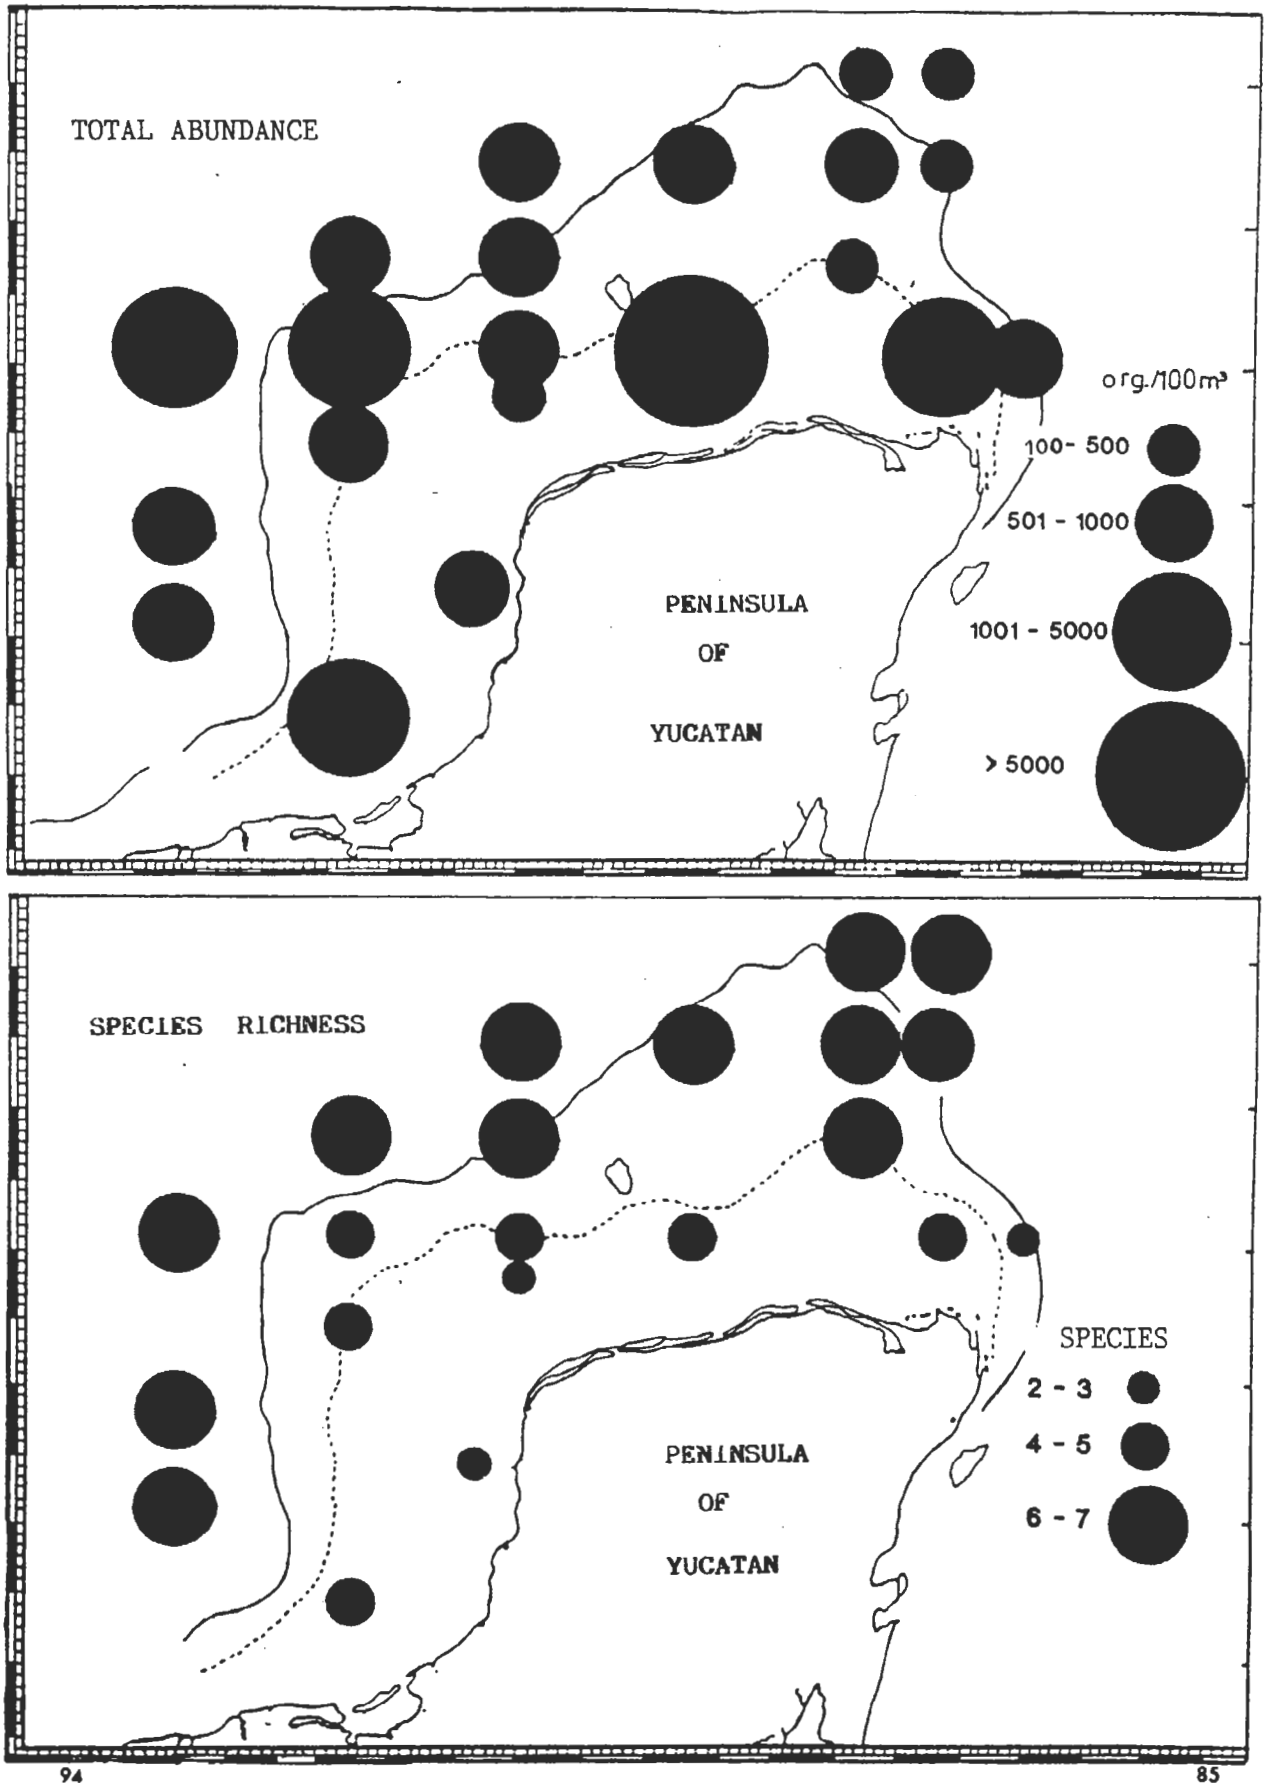 TOTAL ABUNDANCE
org./100m³
100- 500
501 - 1000
1001 - 5000
> 5000
PENINSULA
OF
YUCATAN
SPECIES RICHNESS
SPECIES
2 - 3
4 - 5
6 - 7
PENINSULA
OF
YUCATAN
94
85